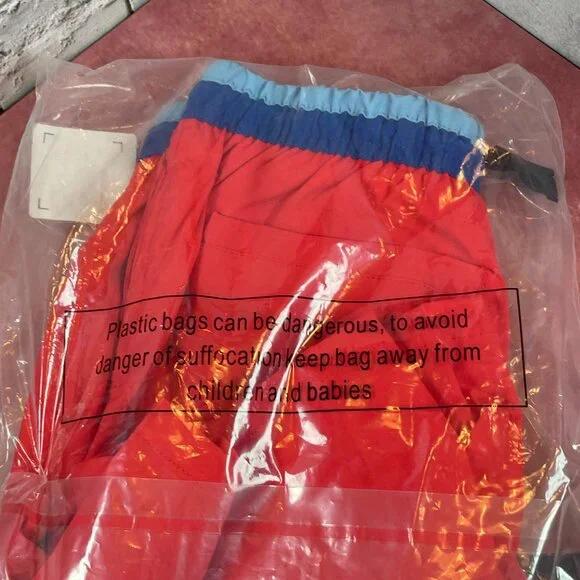 Plastic bags can be dangerous, to avoid
danger of suffocation keep bag away from
children and babies